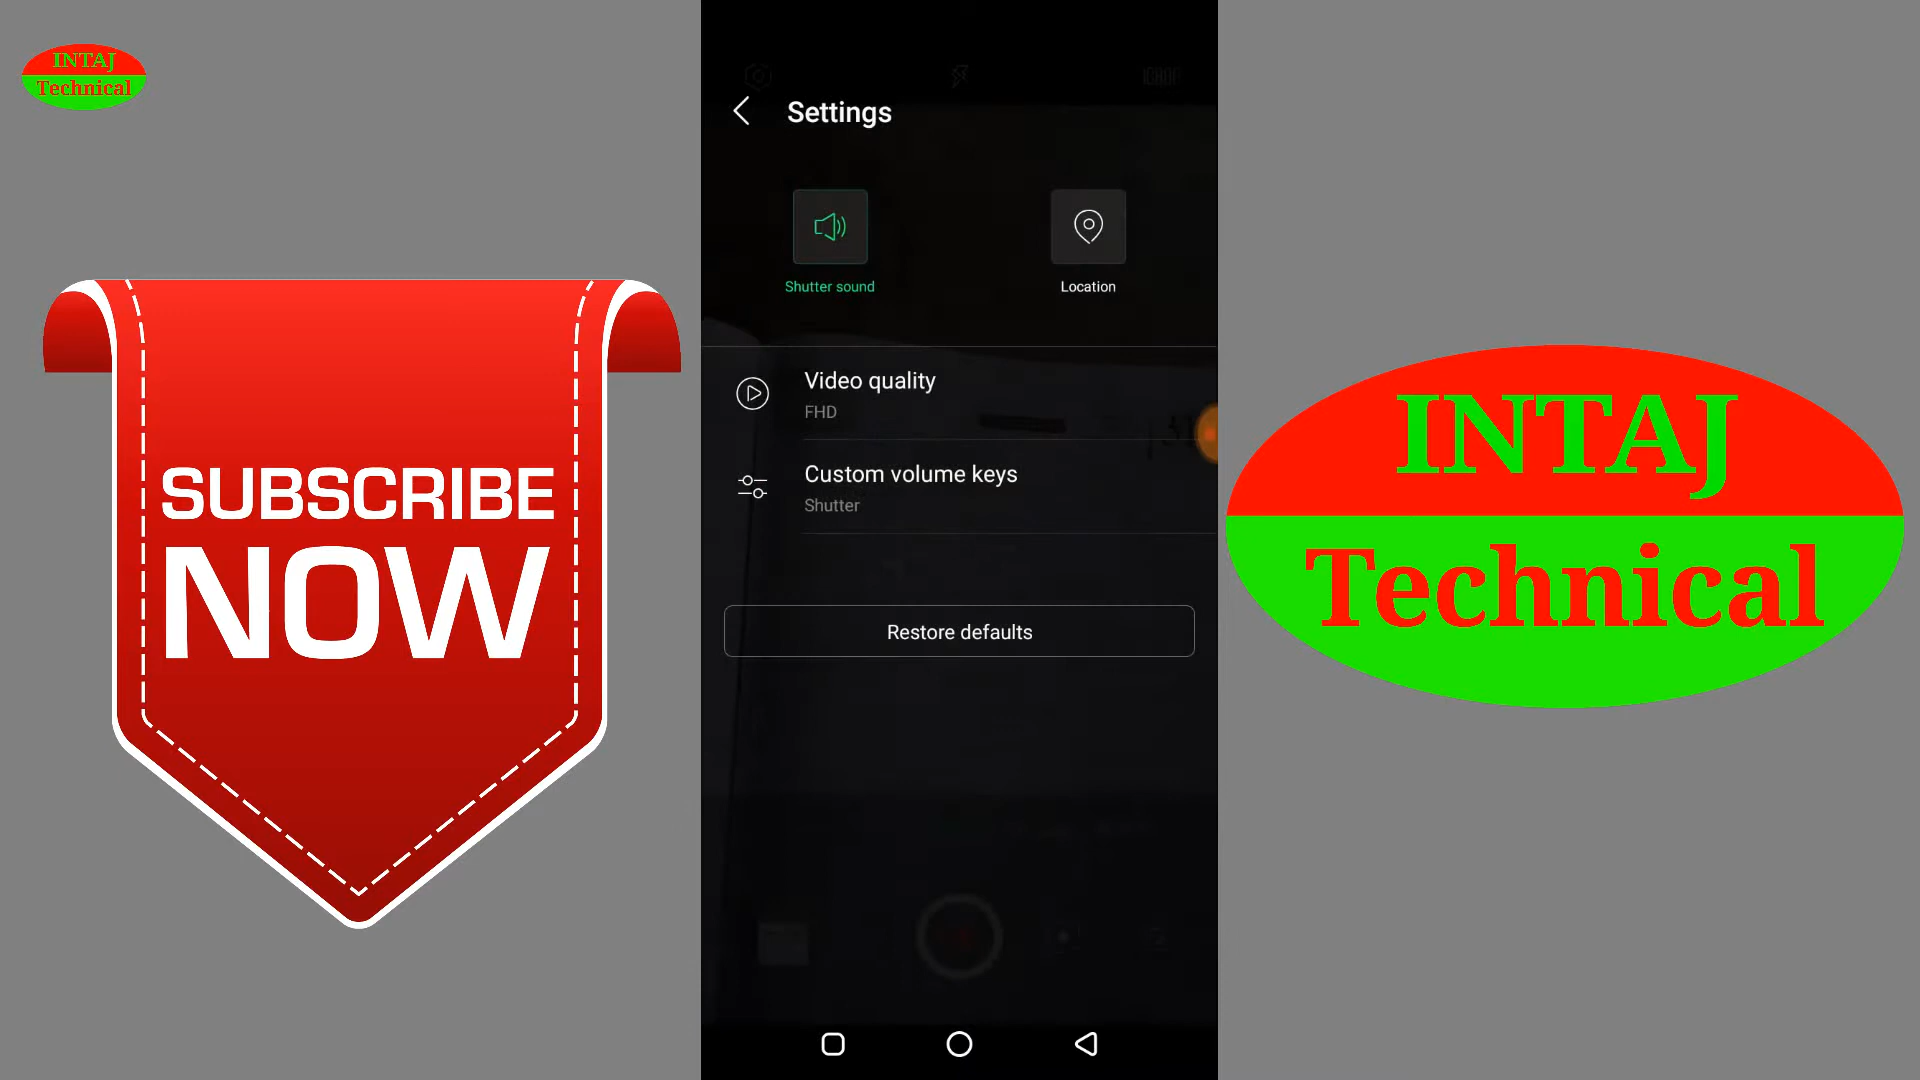 INTAJ
Technical
SUBSCRIBE
NOW
Settings
Shutter sound
Location
Video quality
FHD
Custom volume keys
Shutter
Restore defaults
INTAJ
Technical